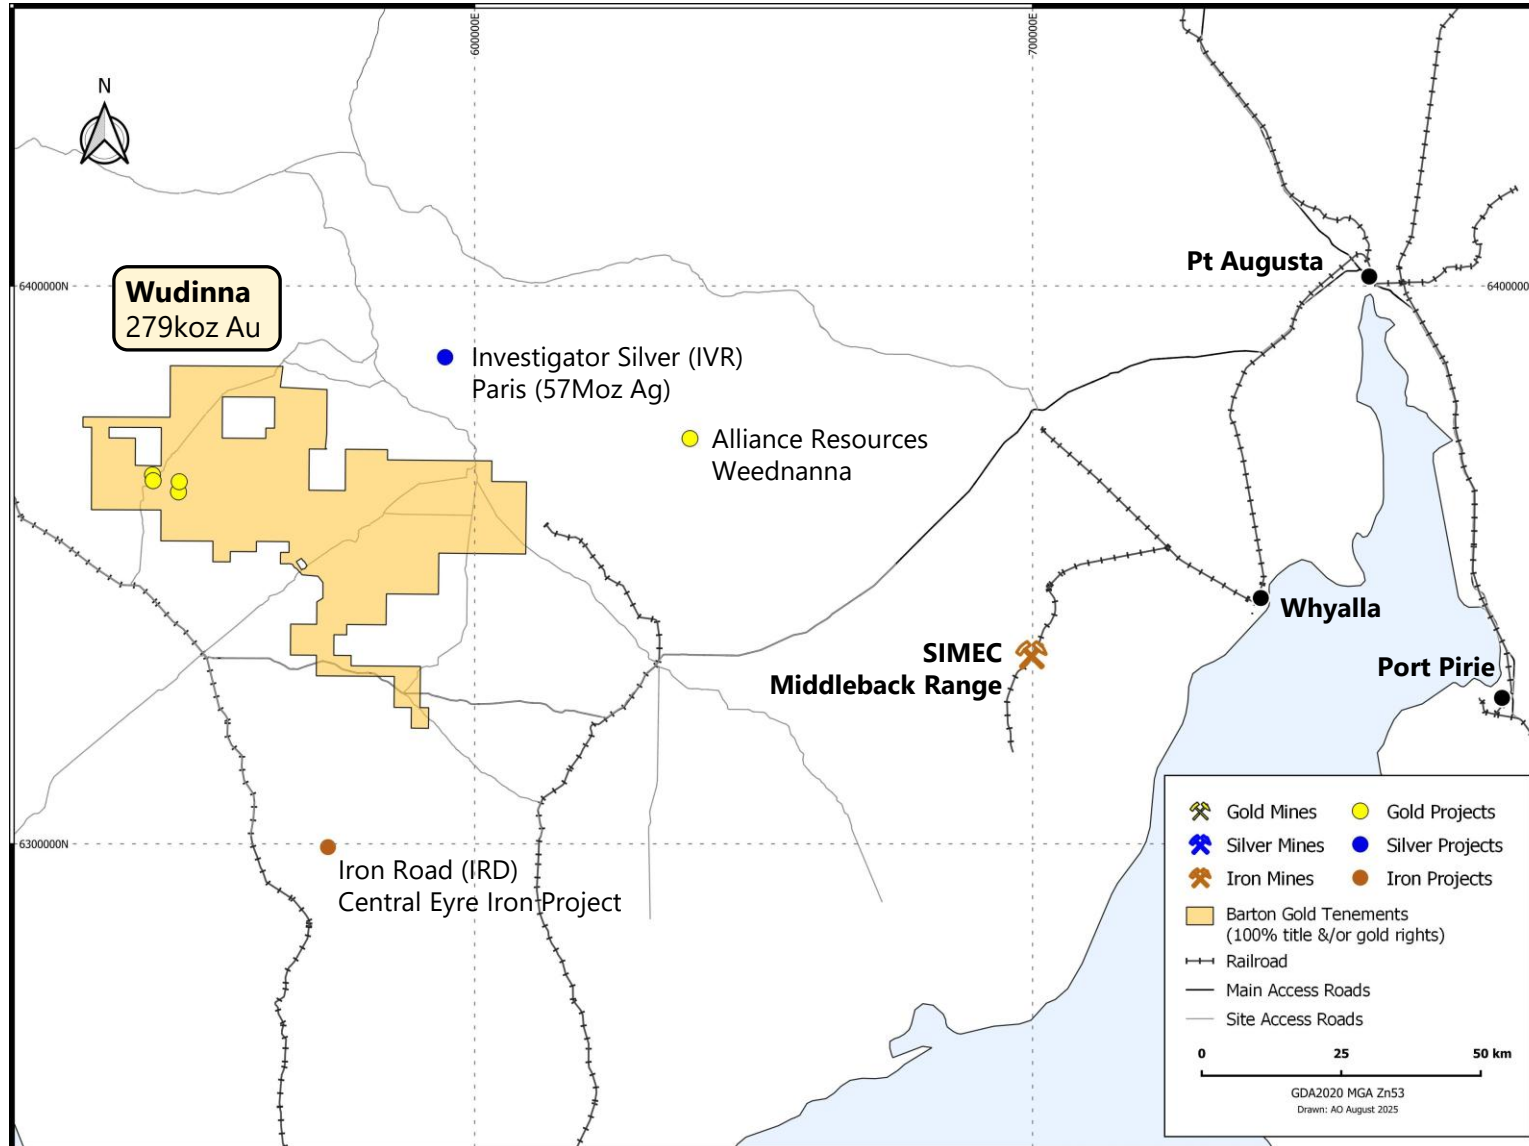 600000E
700000E
N
Pt Augusta
6400000N
6400000
Wudinna
279koz Au
Investigator Silver (IVR)
Paris (57Moz Ag)
Alliance Resources
Weednanna
Whyalla
SIMEC
Middleback Range
Port Pirie
6300000N
Iron Road (IRD)
Central Eyre Iron Project
Gold Mines
Gold Projects
Silver Mines
Silver Projects
Iron Mines
Iron Projects
Barton Gold Tenements
(100% title &/or gold rights)
Railroad
Main Access Roads
Site Access Roads
0 25 50 km
GDA2020 MGA Zn53
Drawn: AO August 2025